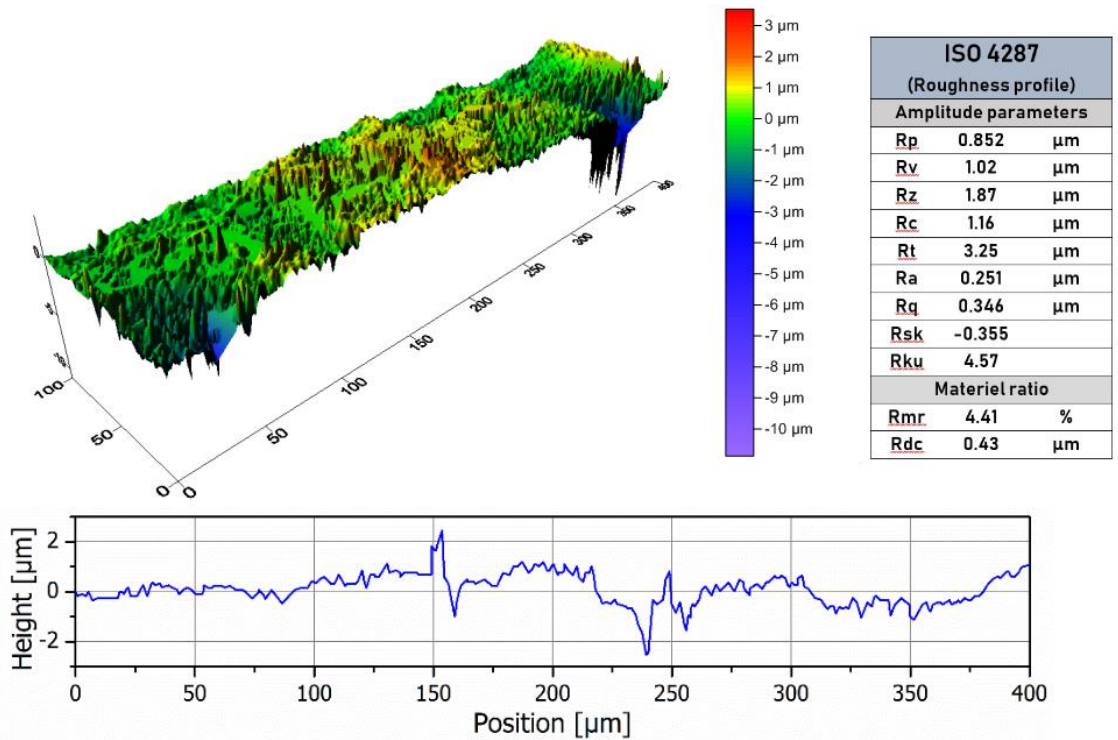 3 µm
2 µm
1 µm
0 µm
-1 µm
-2 µm
-3 µm
-4 µm
-5 µm
-6 µm
-7 µm
-8 µm
-9 µm
-10 µm
0
100
50
0
0
50
100
150
200
250
300
350
400
ISO 4287
(Roughness profile)
Amplitude parameters
Rp 0.852 µm
Rv 1.02 µm
Rz 1.87 µm
Rc 1.16 µm
Rt 3.25 µm
Ra 0.251 µm
Rq 0.346 µm
Rsk -0.355
Rku 4.57
Materiel ratio
Rmr 4.41 %
Rdc 0.43 µm
Height [µm]
2
0
-2
0 50 100 150 200 250 300 350 400
Position [µm]